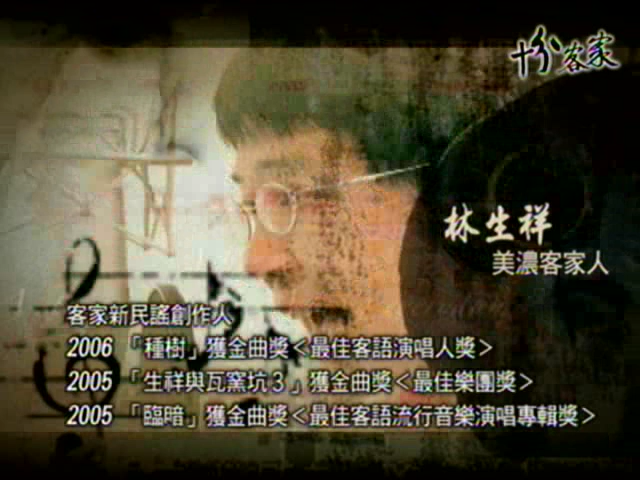 十分客家
林生祥
美濃客家人
客家新民謠創作人
2006 「種樹」獲金曲獎<最佳客語演唱人獎>
2005 「生祥與瓦窯坑3」獲金曲獎<最佳樂團獎>
2005 「臨暗」獲金曲獎<最佳客語流行音樂演唱專輯獎>